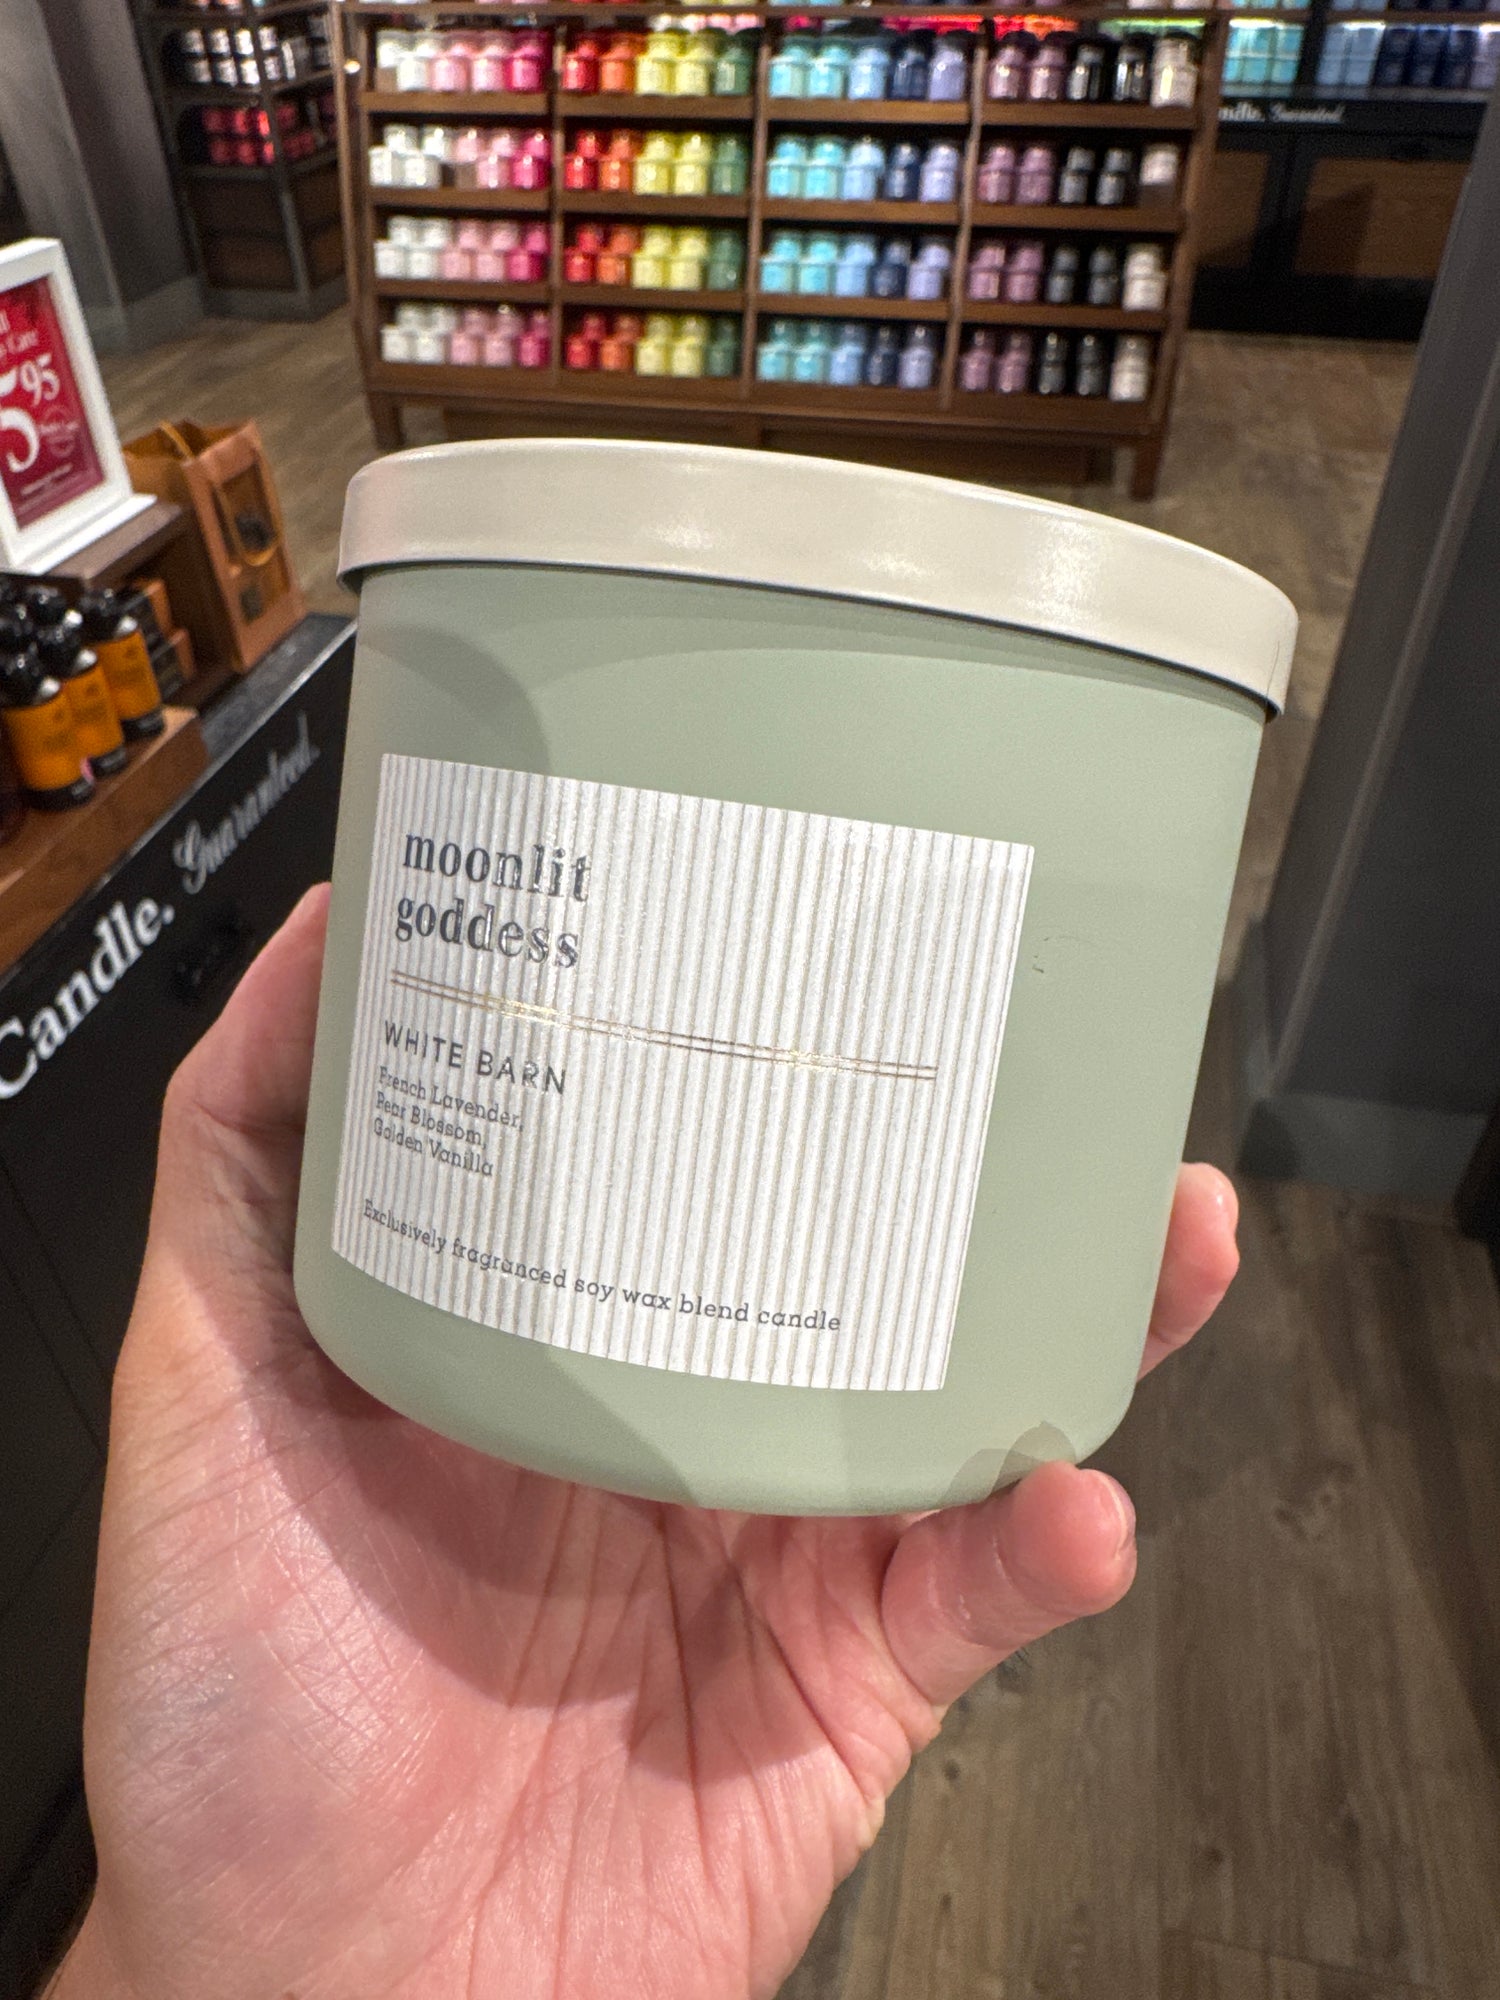 moonlit
goddess
WHITE BARN
French Lavender,
Pear Blossom,
Golden Vanilla
Exclusively fragranced soy wax blend candle
Candle. Guaranteed.
5 95